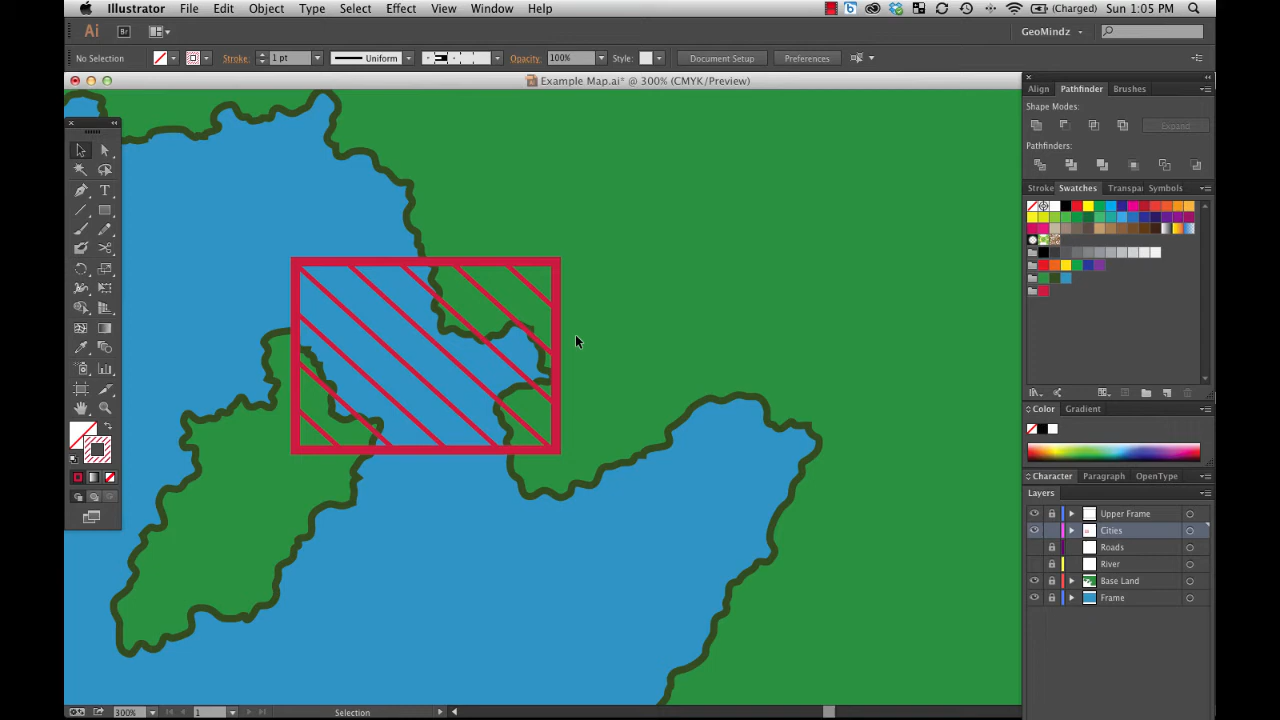 Illustrator File Edit Object Type Select Effect View Window Help (Charged) Sun 1:05 PM
Ai Br GeoMindz
No Selection Stroke: 1 pt Uniform Opacity: 100% Style: Document Setup Preferences
Example Map.ai* @ 300% (CMYK/Preview)
Align Pathfinder Brushes
Shape Modes:
Expand
Pathfinders:
Stroke Swatches Transpa Symbols
Color Gradient
Character Paragraph OpenType
Layers
Upper Frame
Cities
Roads
River
Base Land
Frame
300% 1 Selection